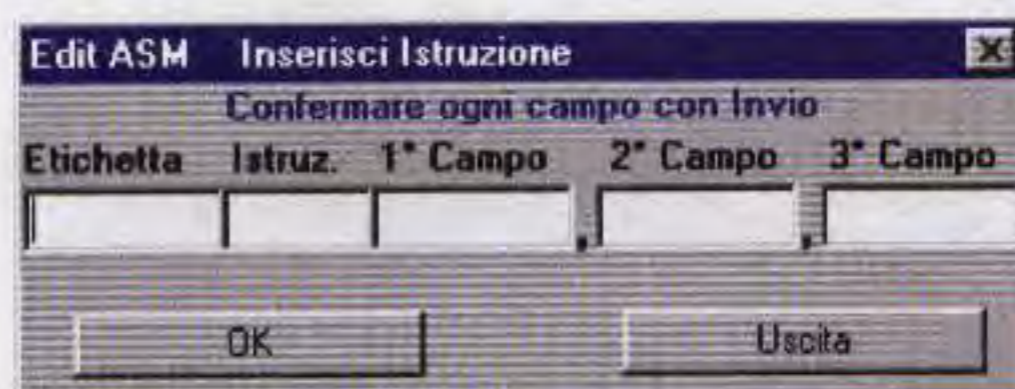 Edit ASM Inserisci Istruzione
Confermare ogni campo con Invio
Etichetta Istruz. 1° Campo 2° Campo 3° Campo
, ,
OK Uscita